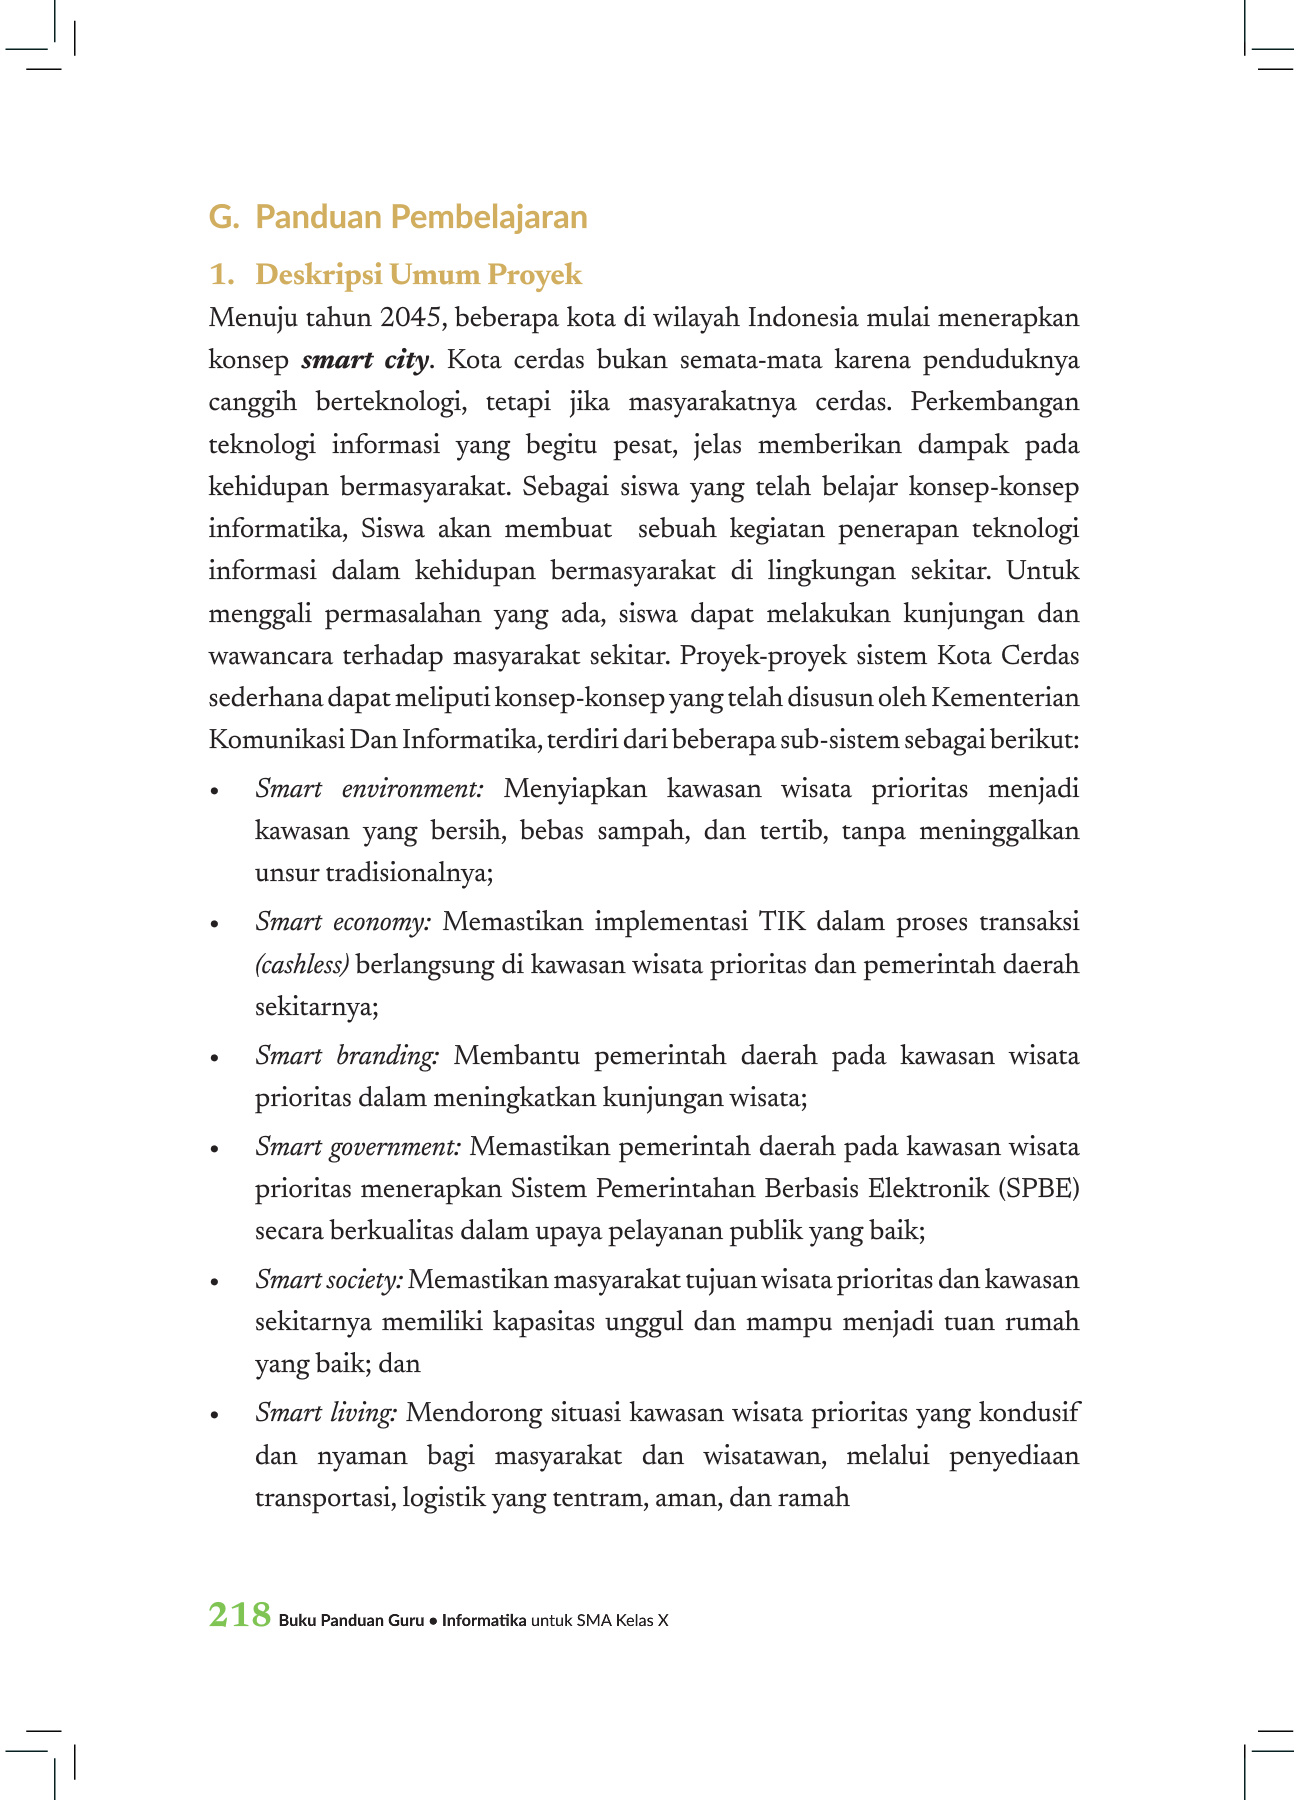 G. Panduan Pembelajaran
1. Deskripsi Umum Proyek
Menuju tahun 2045, beberapa kota di wilayah Indonesia mulai menerapkan
konsep smart city. Kota cerdas bukan semata-mata karena penduduknya
canggih berteknologi, tetapi jika masyarakatnya cerdas. Perkembangan
teknologi informasi yang begitu pesat, jelas memberikan dampak pada
kehidupan bermasyarakat. Sebagai siswa yang telah belajar konsep-konsep
informatika, Siswa akan membuat sebuah kegiatan penerapan teknologi
informasi dalam kehidupan bermasyarakat di lingkungan sekitar. Untuk
menggali permasalahan yang ada, siswa dapat melakukan kunjungan dan
wawancara terhadap masyarakat sekitar. Proyek-proyek sistem Kota Cerdas
sederhana dapat meliputi konsep-konsep yang telah disusun oleh Kementerian
Komunikasi Dan Informatika, terdiri dari beberapa sub-sistem sebagai berikut:
• Smart environment: Menyiapkan kawasan wisata prioritas menjadi
kawasan yang bersih, bebas sampah, dan tertib, tanpa meninggalkan
unsur tradisionalnya;
• Smart economy: Memastikan implementasi TIK dalam proses transaksi
(cashless) berlangsung di kawasan wisata prioritas dan pemerintah daerah
sekitarnya;
• Smart branding: Membantu pemerintah daerah pada kawasan wisata
prioritas dalam meningkatkan kunjungan wisata;
• Smart government: Memastikan pemerintah daerah pada kawasan wisata
prioritas menerapkan Sistem Pemerintahan Berbasis Elektronik (SPBE)
secara berkualitas dalam upaya pelayanan publik yang baik;
• Smart society: Memastikan masyarakat tujuan wisata prioritas dan kawasan
sekitarnya memiliki kapasitas unggul dan mampu menjadi tuan rumah
yang baik; dan
• Smart living: Mendorong situasi kawasan wisata prioritas yang kondusif
dan nyaman bagi masyarakat dan wisatawan, melalui penyediaan
transportasi, logistik yang tentram, aman, dan ramah
218 Buku Panduan Guru • Informatika untuk SMA Kelas X